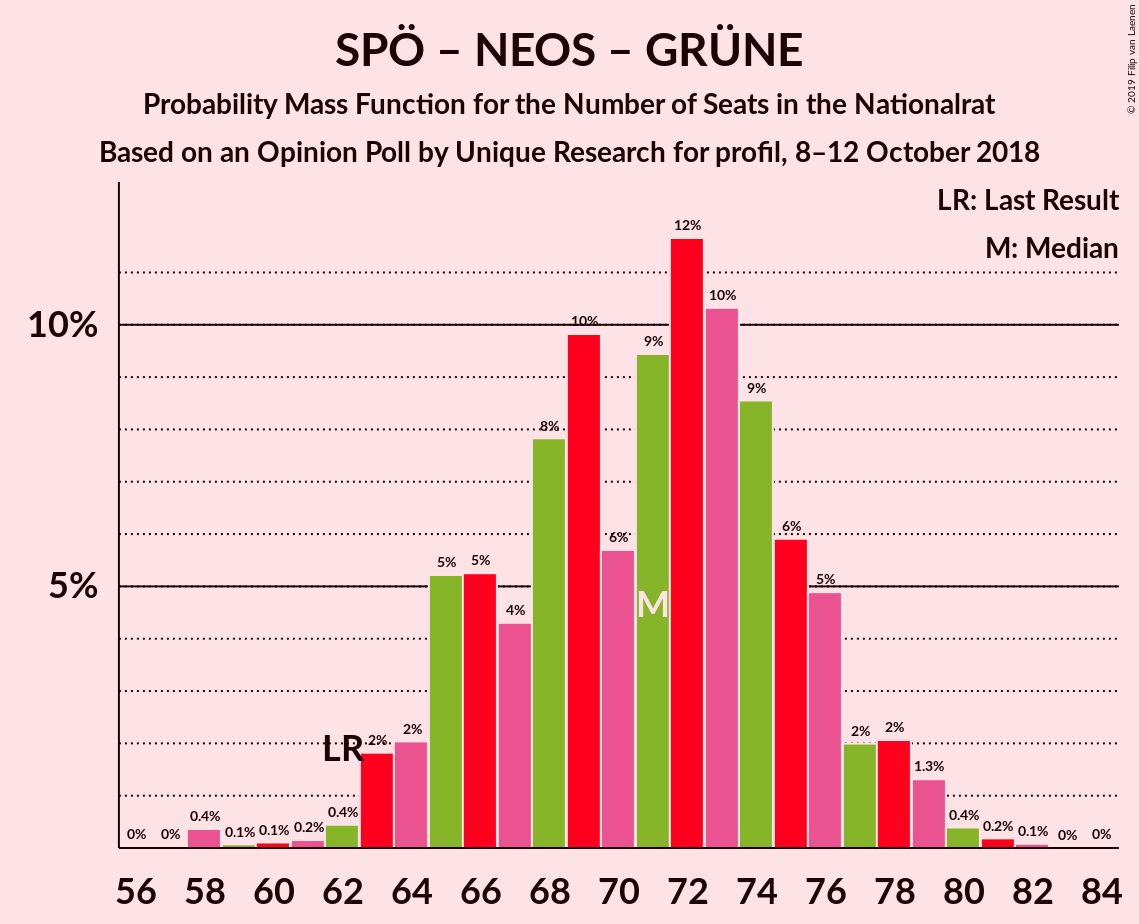 SPÖ – NEOS – GRÜNE
Probability Mass Function for the Number of Seats in the Nationalrat
Based on an Opinion Poll by Unique Research for profil, 8–12 October 2018
© 2019 Filip van Laenen
LR: Last Result
M: Median
10%
5%
0% 0% 0.4% 0.1% 0.1% 0.2% 0.4% 2% 2% 5% 5% 4% 8% 10% 6% 9% 12% 10% 9% 6% 5% 2% 2% 1.3% 0.4% 0.2% 0.1% 0% 0%
LR
M
56 58 60 62 64 66 68 70 72 74 76 78 80 82 84